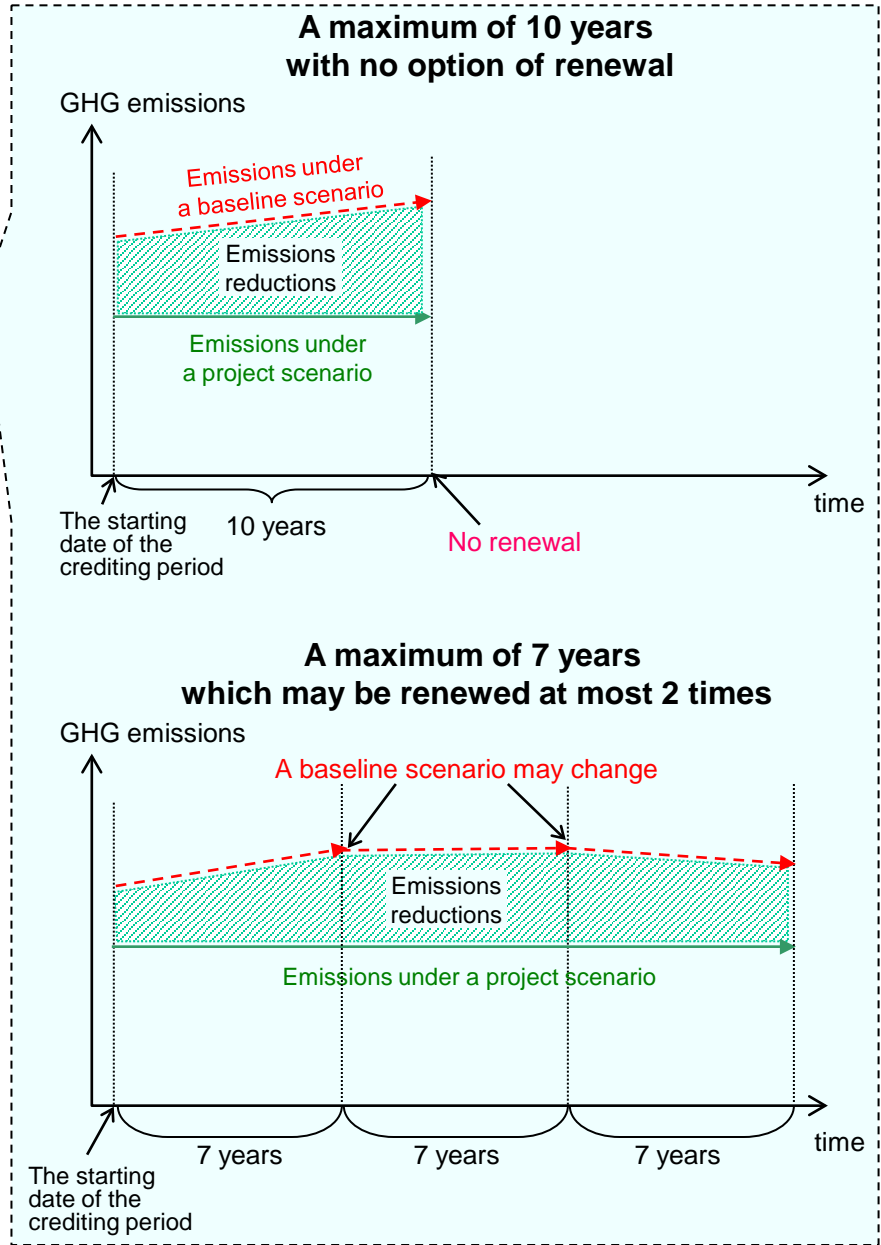 A maximum of 10 years
with no option of renewal
GHG emissions
Emissions under
a baseline scenario
Emissions
reductions
Emissions under
a project scenario
time
The starting
date of the
crediting period
10 years
No renewal
A maximum of 7 years
which may be renewed at most 2 times
GHG emissions
A baseline scenario may change
Emissions
reductions
Emissions under a project scenario
time
7 years
7 years
7 years
The starting
date of the
crediting period